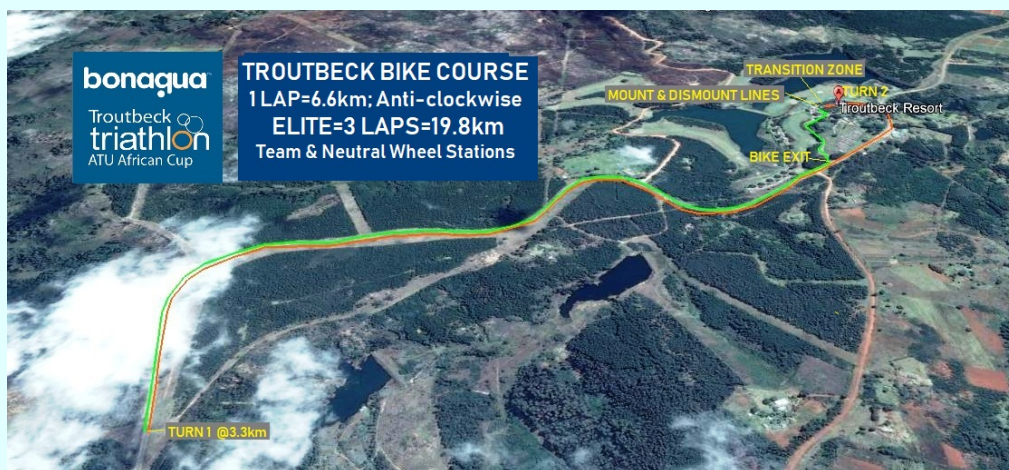 bonaqua
Troutbeck
triathlon
ATU African Cup
TROUTBECK BIKE COURSE
1 LAP=6.6km; Anti-clockwise
ELITE=3 LAPS=19.8km
Team & Neutral Wheel Stations
TRANSITION ZONE
MOUNT & DISMOUNT LINES
TURN 2
Troutbeck Resort
BIKE EXIT
TURN 1 @3.3km